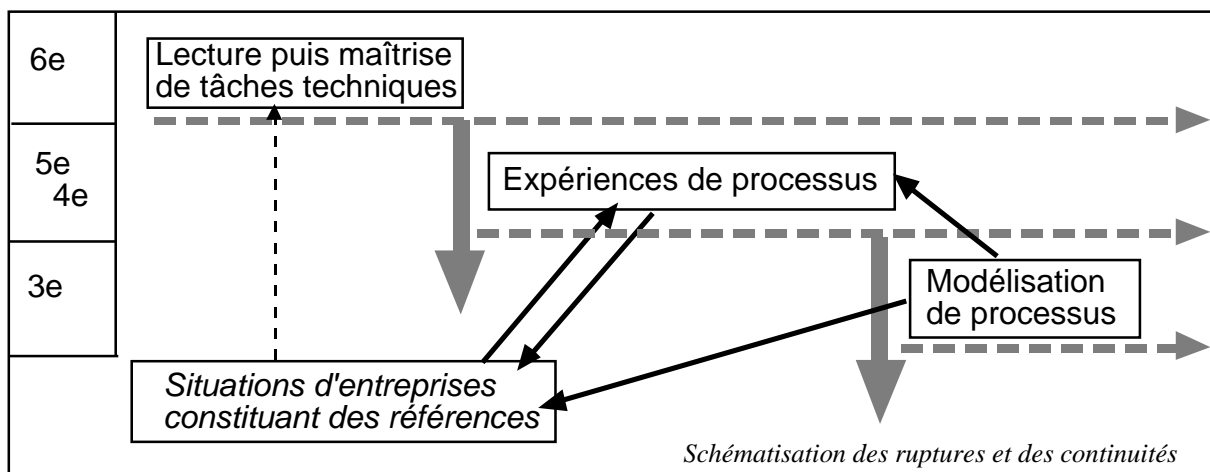 6e
Lecture puis maîtrise
de tâches techniques
5e
4e
Expériences de processus
3e
Modélisation
de processus
Situations d'entreprises
constituant des références
Schématisation des ruptures et des continuités